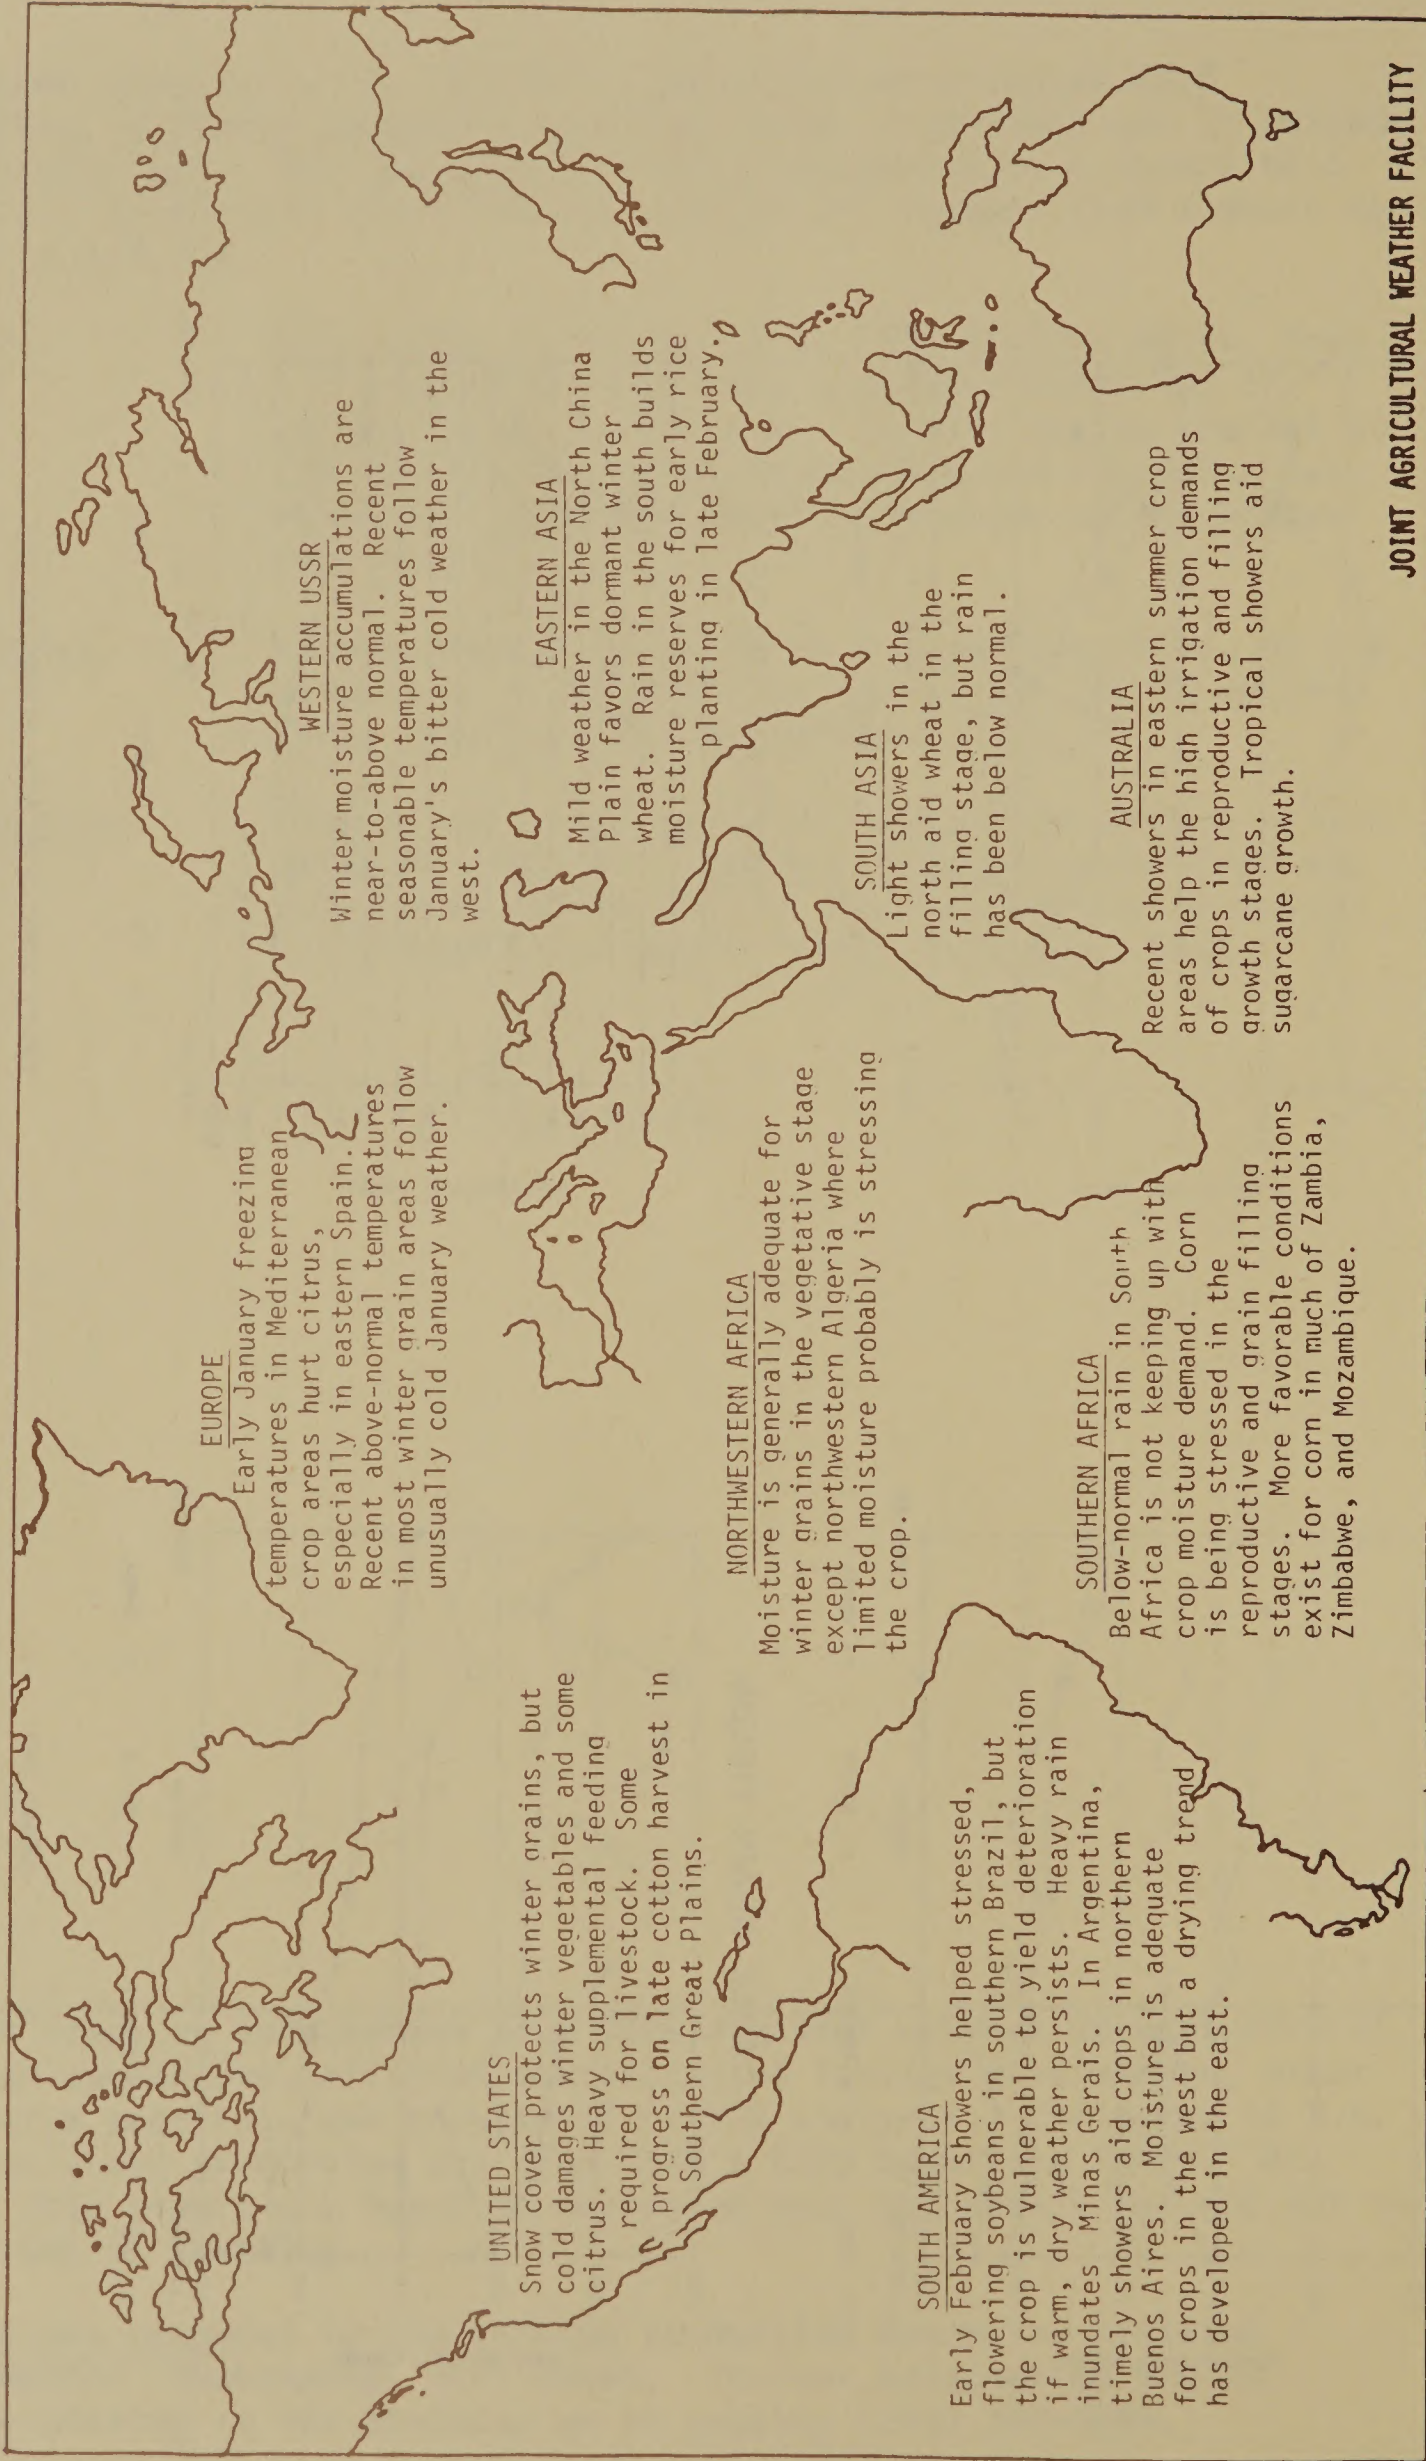 UNITED STATES
Snow cover protects winter grains, but
cold damages winter vegetables and some
citrus. Heavy supplemental feeding
required for livestock. Some
progress on late cotton harvest in
Southern Great Plains.
EUROPE
Early January freezing
temperatures in Mediterranean
crop areas hurt citrus,
especially in eastern Spain.
Recent above-normal temperatures
in most winter grain areas follow
unusually cold January weather.
WESTERN USSR
Winter moisture accumulations are
near-to-above normal. Recent
seasonable temperatures follow
January's bitter cold weather in the
west.
EASTERN ASIA
Mild weather in the North China
Plain favors dormant winter
wheat. Rain in the south builds
moisture reserves for early rice
planting in late February.
NORTHWESTERN AFRICA
Moisture is generally adequate for
winter grains in the vegetative stage
except northwestern Algeria where
limited moisture probably is stressing
the crop.
SOUTH ASIA
Light showers in the
north aid wheat in the
filling stage, but rain
has been below normal.
SOUTH AMERICA
Early February showers helped stressed,
flowering soybeans in southern Brazil, but
the crop is vulnerable to yield deterioration
if warm, dry weather persists. Heavy rain
inundates Minas Gerais. In Argentina,
timely showers aid crops in northern
Buenos Aires. Moisture is adequate
for crops in the west but a drying trend
has developed in the east.
SOUTHERN AFRICA
Below-normal rain in South
Africa is not keeping up with
crop moisture demand. Corn
is being stressed in the
reproductive and grain filling
stages. More favorable conditions
exist for corn in much of Zambia,
Zimbabwe, and Mozambique.
AUSTRALIA
Recent showers in eastern summer crop
areas help the high irrigation demands
of crops in reproductive and filling
growth stages. Tropical showers aid
sugarcane growth.
JOINT AGRICULTURAL WEATHER FACILITY